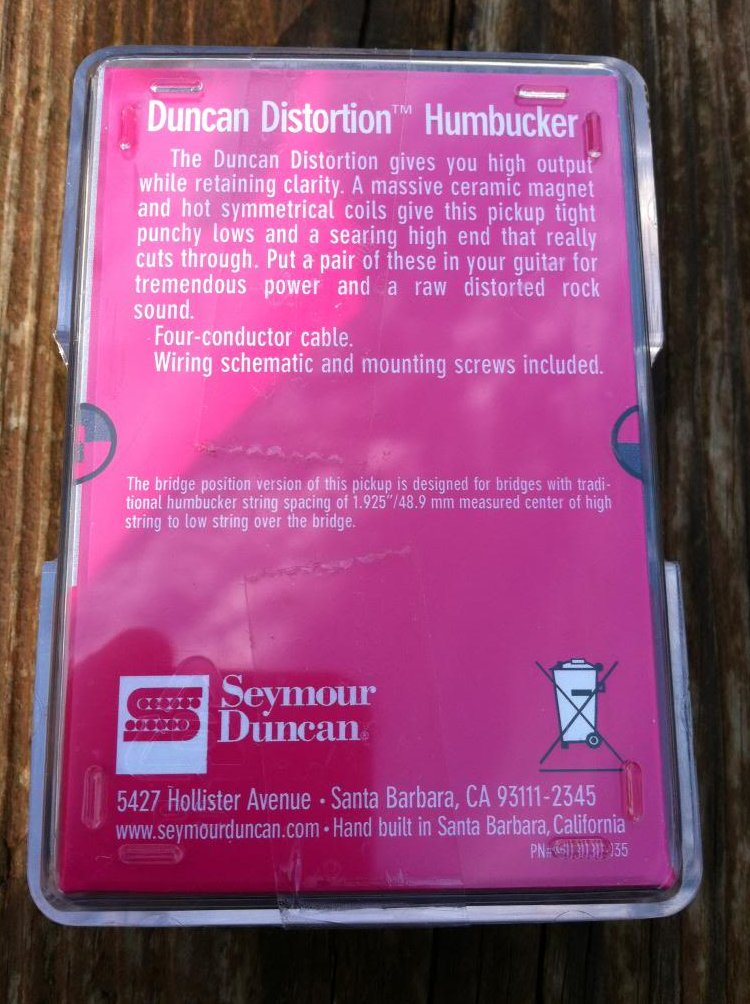 Duncan Distortion™ Humbucker
The Duncan Distortion gives you high output
while retaining clarity. A massive ceramic magnet
and hot symmetrical coils give this pickup tight
punchy lows and a searing high end that really
cuts through. Put a pair of these in your guitar for
tremendous power and a raw distorted rock
sound.
Four-conductor cable.
Wiring schematic and mounting screws included.
The bridge position version of this pickup is designed for bridges with tradi-
tional humbucker string spacing of 1.925"/48.9 mm measured center of high
string to low string over the bridge.
Seymour
Duncan®
5427 Hollister Avenue • Santa Barbara, CA 93111-2345
www.seymourduncan.com • Hand built in Santa Barbara, California
PN#